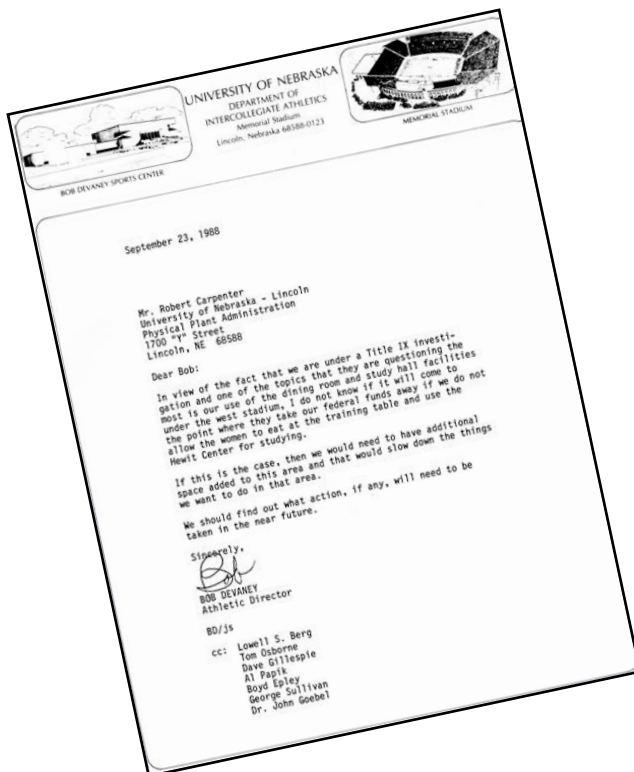 UNIVERSITY OF NEBRASKA
DEPARTMENT OF
INTERCOLLEGIATE ATHLETICS
Memorial Stadium
Lincoln, Nebraska 68588-0123
BOB DEVANEY SPORTS CENTER
MEMORIAL STADIUM
September 23, 1988
Mr. Robert Carpenter
University of Nebraska - Lincoln
Physical Plant Administration
1700 "Y" Street
Lincoln, NE 68588
Dear Bob:
In view of the fact that we are under a Title IX investi-
gation and one of the topics that they are questioning the
most is our use of the dining room and study hall facilities
under the west stadium, I do not know if it will come to
the point where they take our federal funds away if we do not
allow the women to eat at the training table and use the
Hewit Center for studying.
If this is the case, then we would need to have additional
space added to this area and that would slow down the things
we want to do in that area.
We should find out what action, if any, will need to be
taken in the near future.
Sincerely,
Bob
BOB DEVANEY
Athletic Director
BD/js
cc: Lowell S. Berg
Tom Osborne
Dave Gillespie
Al Papik
Boyd Epley
George Sullivan
Dr. John Goebel